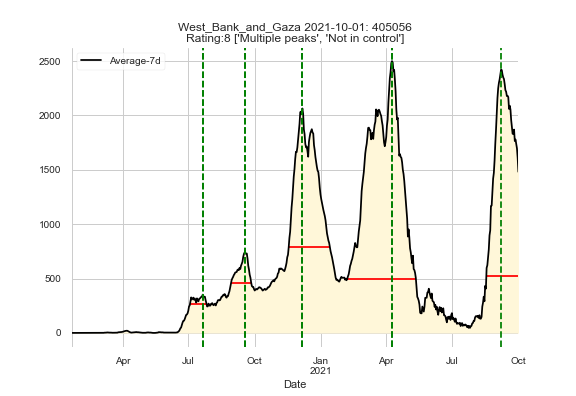 West_Bank_and_Gaza 2021-10-01: 405056
Rating:8 ['Multiple peaks', 'Not in control']
Average-7d
2500
2000
1500
1000
500
0
Apr Jul Oct Jan Apr Jul Oct
2021
Date